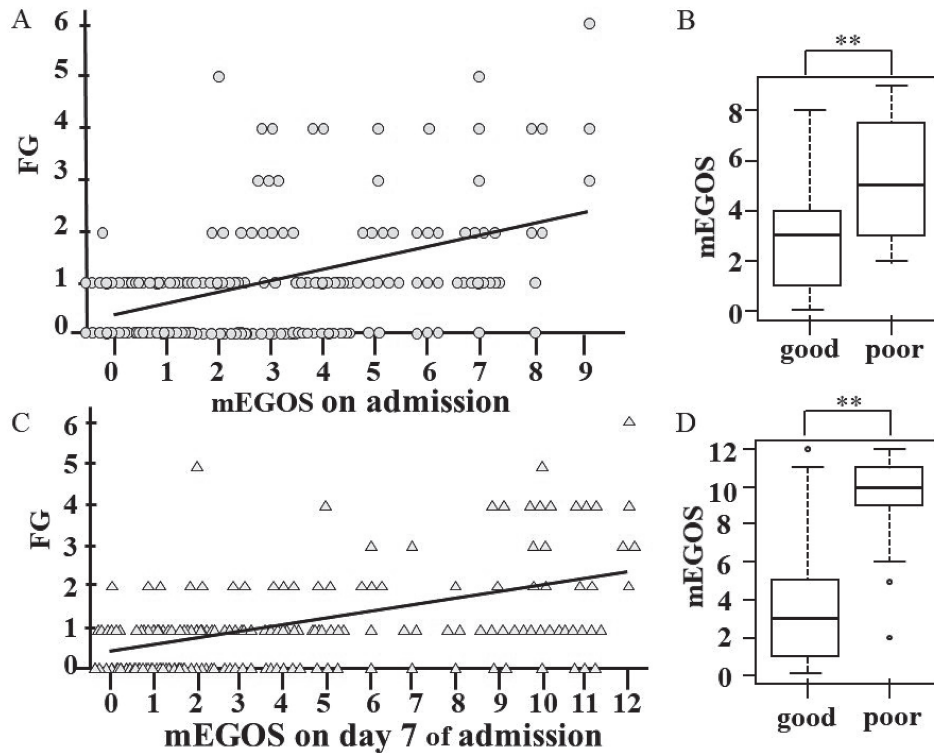 A
6
5
4
3
2
1
0
FG
0 1 2 3 4 5 6 7 8 9
mEGOS on admission
B
**
8
6
4
2
0
mEGOS
good poor
C
6
5
4
3
2
1
0
FG
0 1 2 3 4 5 6 7 8 9 10 11 12
mEGOS on day 7 of admission
D
**
12
10
8
6
4
2
0
mEGOS
good poor